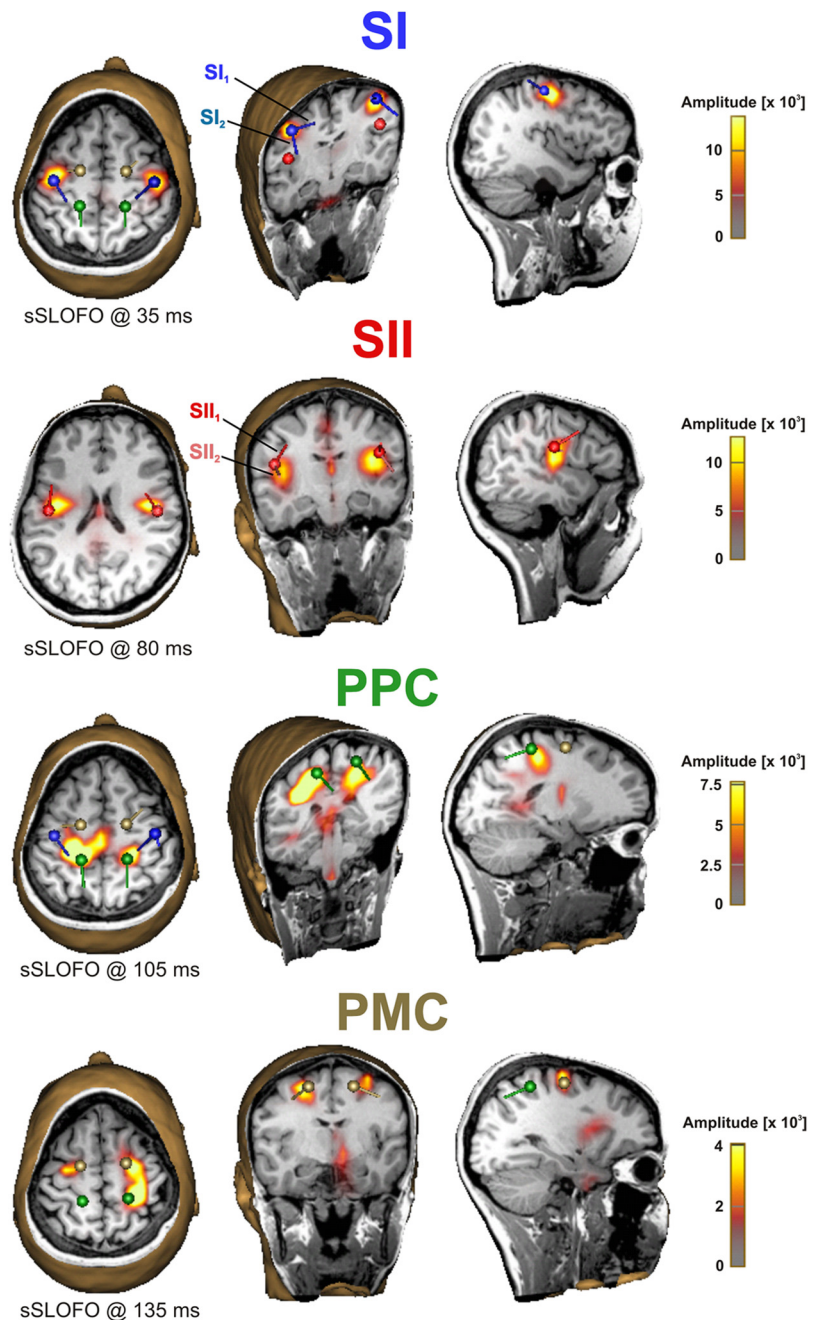 SI
SI₁
SI₂
Amplitude [x 10³]
10
5
0
sSLOFO @ 35 ms
SII
SII₁
SII₂
Amplitude [x 10³]
10
5
0
sSLOFO @ 80 ms
PPC
Amplitude [x 10³]
7.5
5
2.5
0
sSLOFO @ 105 ms
PMC
Amplitude [x 10³]
4
2
0
sSLOFO @ 135 ms